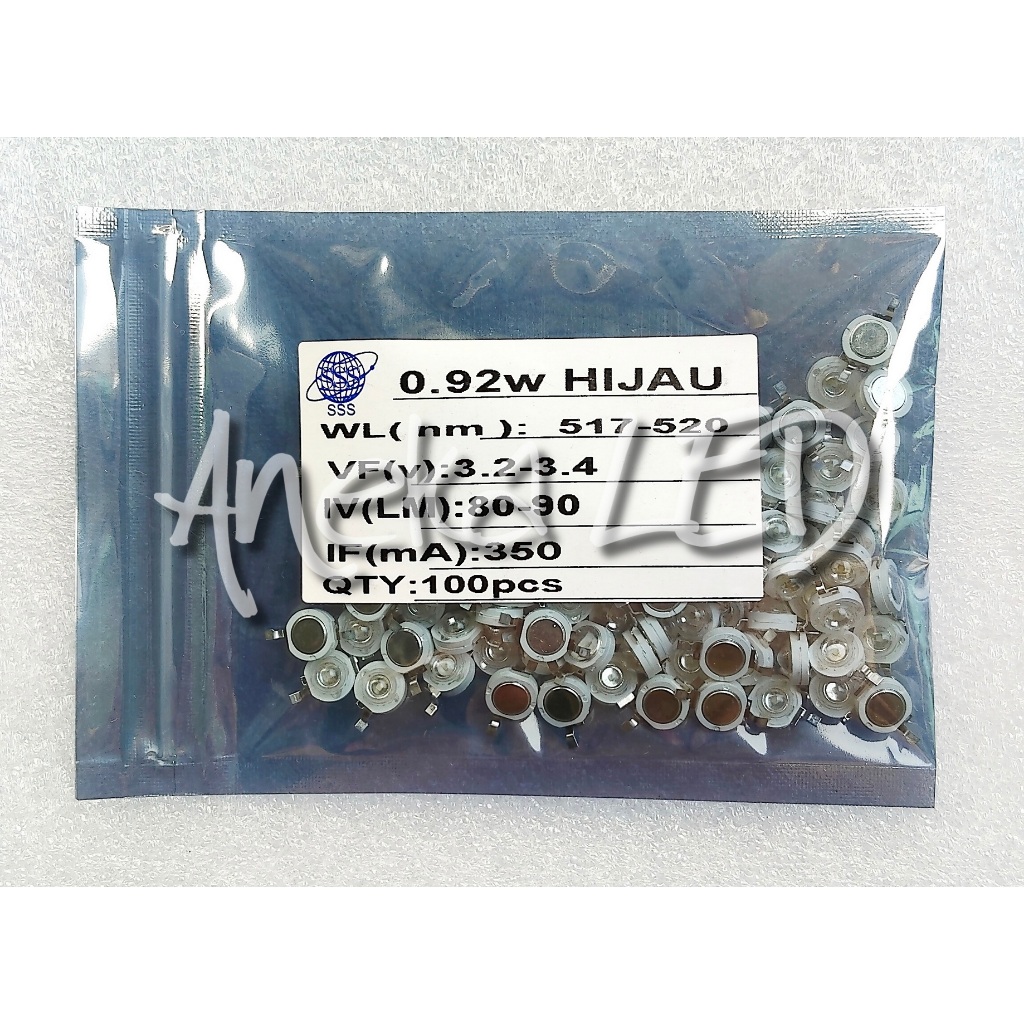 SSS
SSS
0.92w HIJAU
WL( nm ): 517-520
VF(v):3.2-3.4
IV(LM):80-90
IF(mA):350
QTY:100pcs
Aneka LED